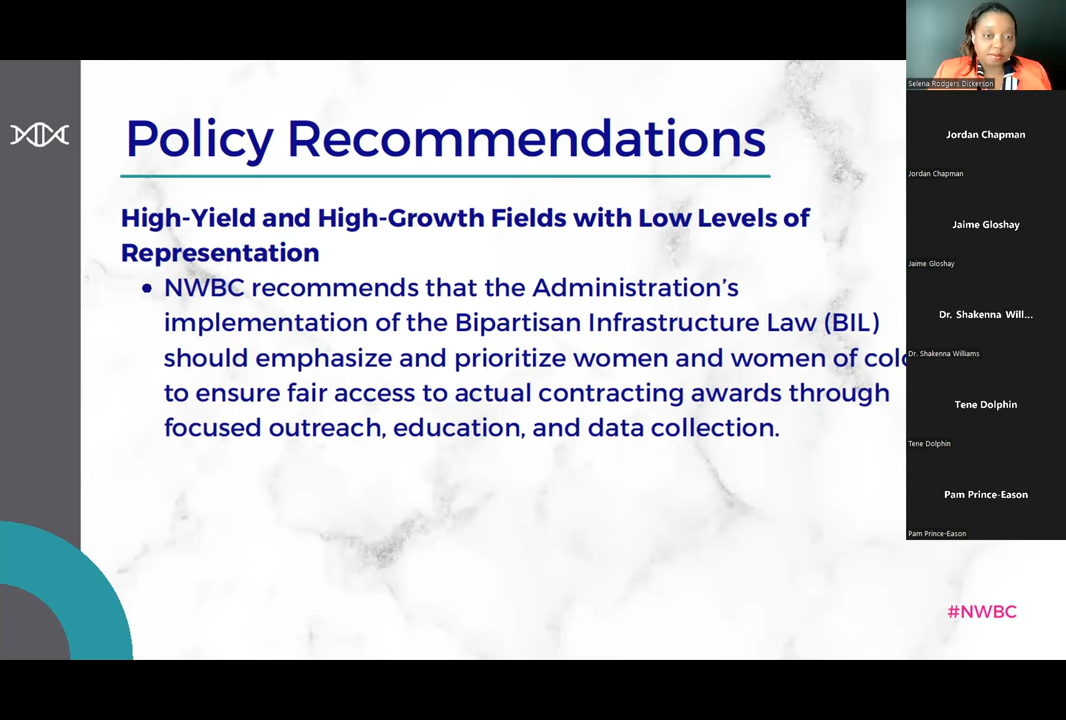 Policy Recommendations
High-Yield and High-Growth Fields with Low Levels of
Representation
• NWBC recommends that the Administration's
implementation of the Bipartisan Infrastructure Law (BIL)
should emphasize and prioritize women and women of
to ensure fair access to actual contracting awards through
focused outreach, education, and data collection.
#NWBC
Selena Rodgers Dickerson
Jordan Chapman
Jordan Chapman
Jaime Gloshay
Jaime Gloshay
Dr. Shakenna Will...
Dr. Shakenna Williams
Tene Dolphin
Tene Dolphin
Pam Prince-Eason
Pam Prince-Eason